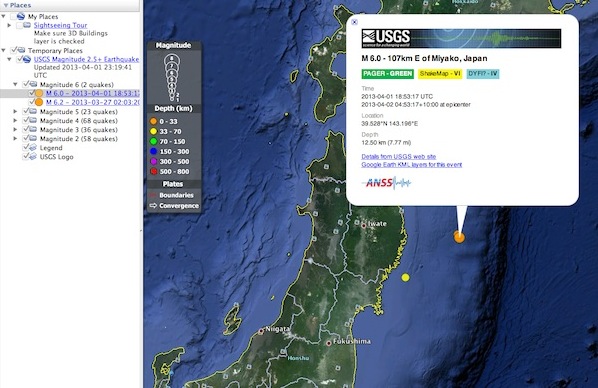 Places
My Places
Sightseeing Tour
Make sure 3D Buildings
layer is checked
Temporary Places
USGS Magnitude 2.5+ Earthquake
Updated 2013-04-01 23:19:41
UTC
Magnitude 6 (2 quakes)
M 6.0 - 2013-04-01 18:53:17
M 6.2 - 2013-03-27 02:03:20
Magnitude 5 (23 quakes)
Magnitude 4 (68 quakes)
Magnitude 3 (36 quakes)
Magnitude 2 (58 quakes)
Legend
USGS Logo
Magnitude
8
7
6
5
4
3
2
1
Depth (km)
0 - 33
33 - 70
70 - 150
150 - 300
300 - 500
500 - 800
Plates
Boundaries
Convergence
Hokkaido
USGS
science for a changing world
M 6.0 - 107km E of Miyako, Japan
PAGER - GREEN
ShakeMap - VI
DYFI? - IV
Time
2013-04-01 18:53:17 UTC
2013-04-02 04:53:17+10:00 at epicenter
Location
39.528°N 143.196°E
Depth
12.50 km (7.77 mi)
Details from USGS web site
Google Earth KML layers for this event
ANSS
Iwate
Niigata
Fukushima
Honshu